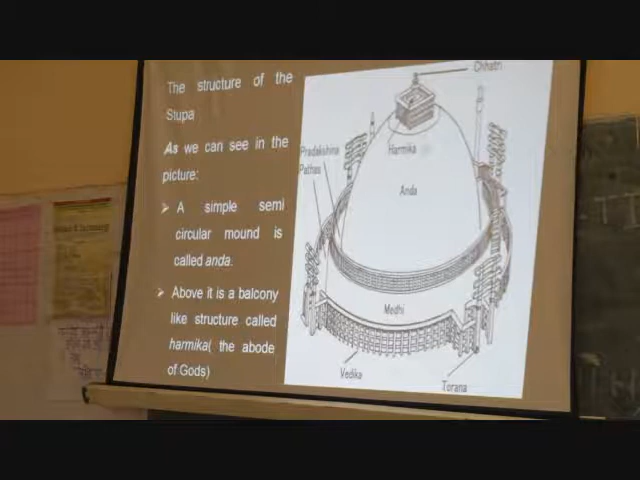 The structure of the
Stupa
As we can see in the
picture:
➢ A simple semi
circular mound is
called anda.
➢ Above it is a balcony
like structure called
harmika( the abode
of Gods)
Chhatri
Harmika
Pradakshina
Pathas
Anda
Medhi
Vedika
Torana